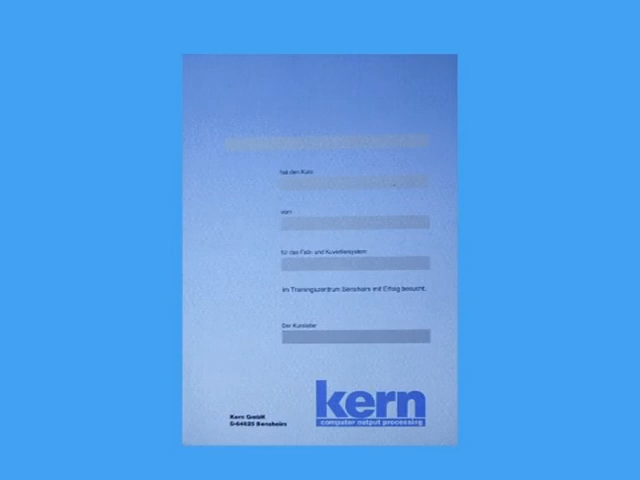 hat den Kurs
vom
für das Falz- und Kuvertiersystem
im Trainingszentrum Bensheim mit Erfolg besucht.
Der Kursleiter
kern
computer output processing
Kern GmbH
D-64625 Bensheim